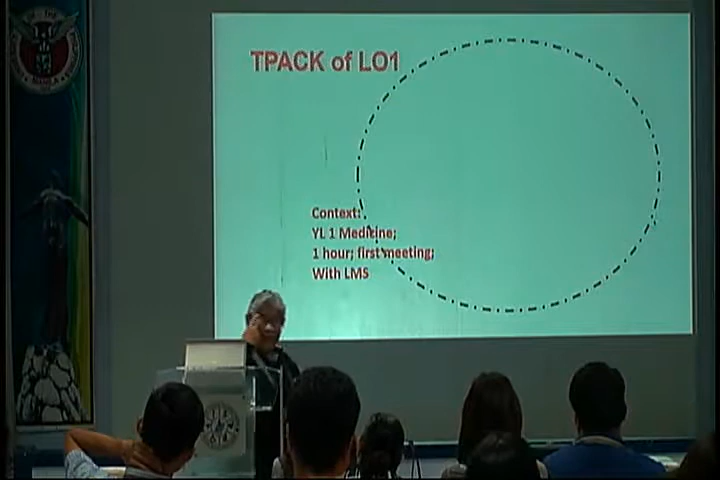 TPACK of LO1
Context:
YL 1 Medicine;
1 hour; first meeting;
With LMS